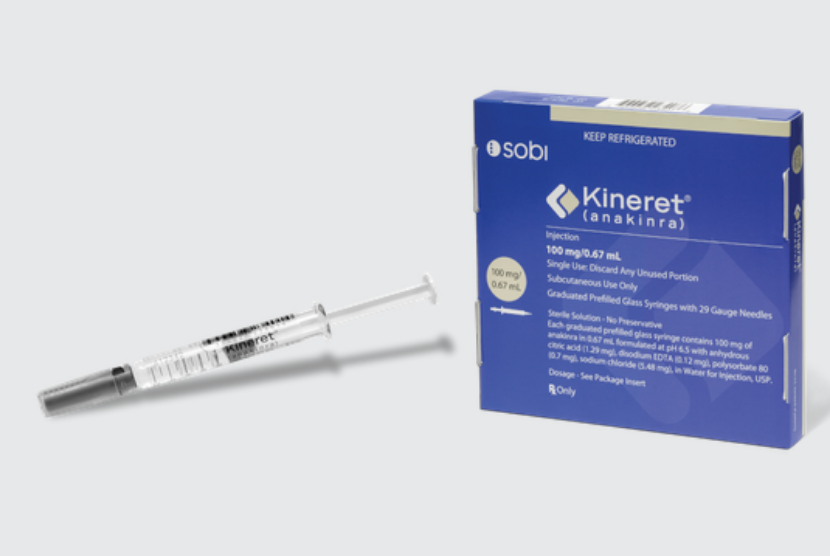 KEEP REFRIGERATED
sobi
Kineret®
(anakinra)
Injection
100 mg/0.67 mL
Single Use: Discard Any Unused Portion
Subcutaneous Use Only
Graduated Prefilled Glass Syringes with 29 Gauge Needles
100 mg/
0.67 mL
Sterile Solution - No Preservative
Each graduated prefilled glass syringe contains 100 mg of
anakinra in 0.67 mL formulated at pH 6.5 with anhydrous
citric acid (1.29 mg), disodium EDTA (0.12 mg), polysorbate 80
(0.7 mg), sodium chloride (5.48 mg), in Water for Injection, USP.
Dosage - See Package Insert
℞ Only
Kineret®
(anakinra)
Kineret